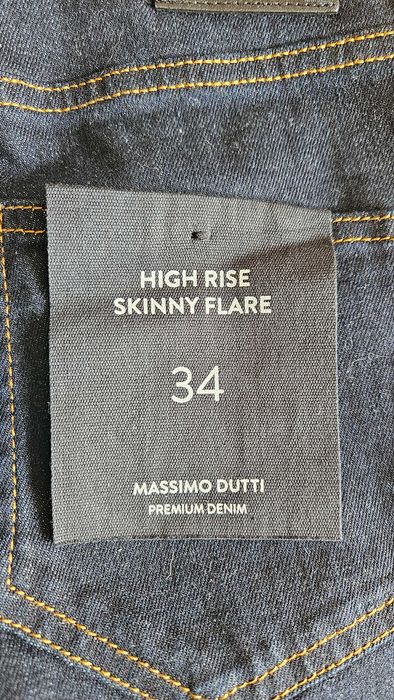 HIGH RISE
SKINNY FLARE
34
MASSIMO DUTTI
PREMIUM DENIM